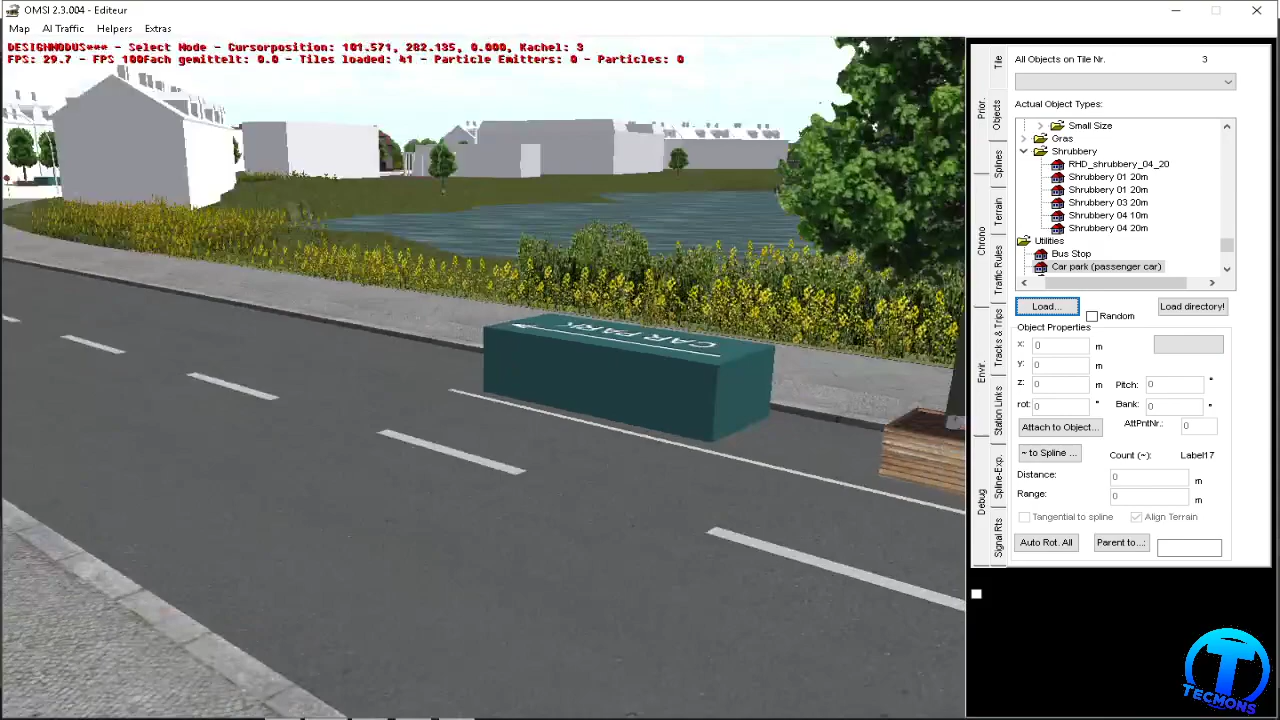 OMSI 2.3.004 - Editeur
Map AI Traffic Helpers Extras
DESIGNMODUS*** - Select Node - Cursorposition: 101.571, 282.135, 0.000, Kachel: 3
FPS: 29.7 - FPS 100Fach gemittelt: 0.0 - Tiles loaded: 41 - Particle Emitters: 0 - Particles: 0
CAR PARK
Tile
Objects
Splines
Terrain
Traffic Rules
Tracks & Trips
Station Links
Spline-Exp.
Signal Rts
Prior.
Chrono
Envir.
Debug
All Objects on Tile Nr. 3
Actual Object Types:
Small Size
Gras
Shrubbery
RHD_shrubbery_04_20
Shrubbery 01 20m
Shrubbery 01 20m
Shrubbery 03 20m
Shrubbery 04 10m
Shrubbery 04 20m
Utilities
Bus Stop
Car park (passenger car)
Load... Random Load directory!
Object Properties
x: 0 m
y: 0 m
z: 0 m Pitch: 0 °
rot: 0 ° Bank: 0 °
Attach to Object... AttPntNr.: 0
~ to Spline ... Count (~): Label17
Distance: 0 m
Range: 0 m
Tangential to spline Align Terrain
Auto Rot. All Parent to...:
T
TECMONS